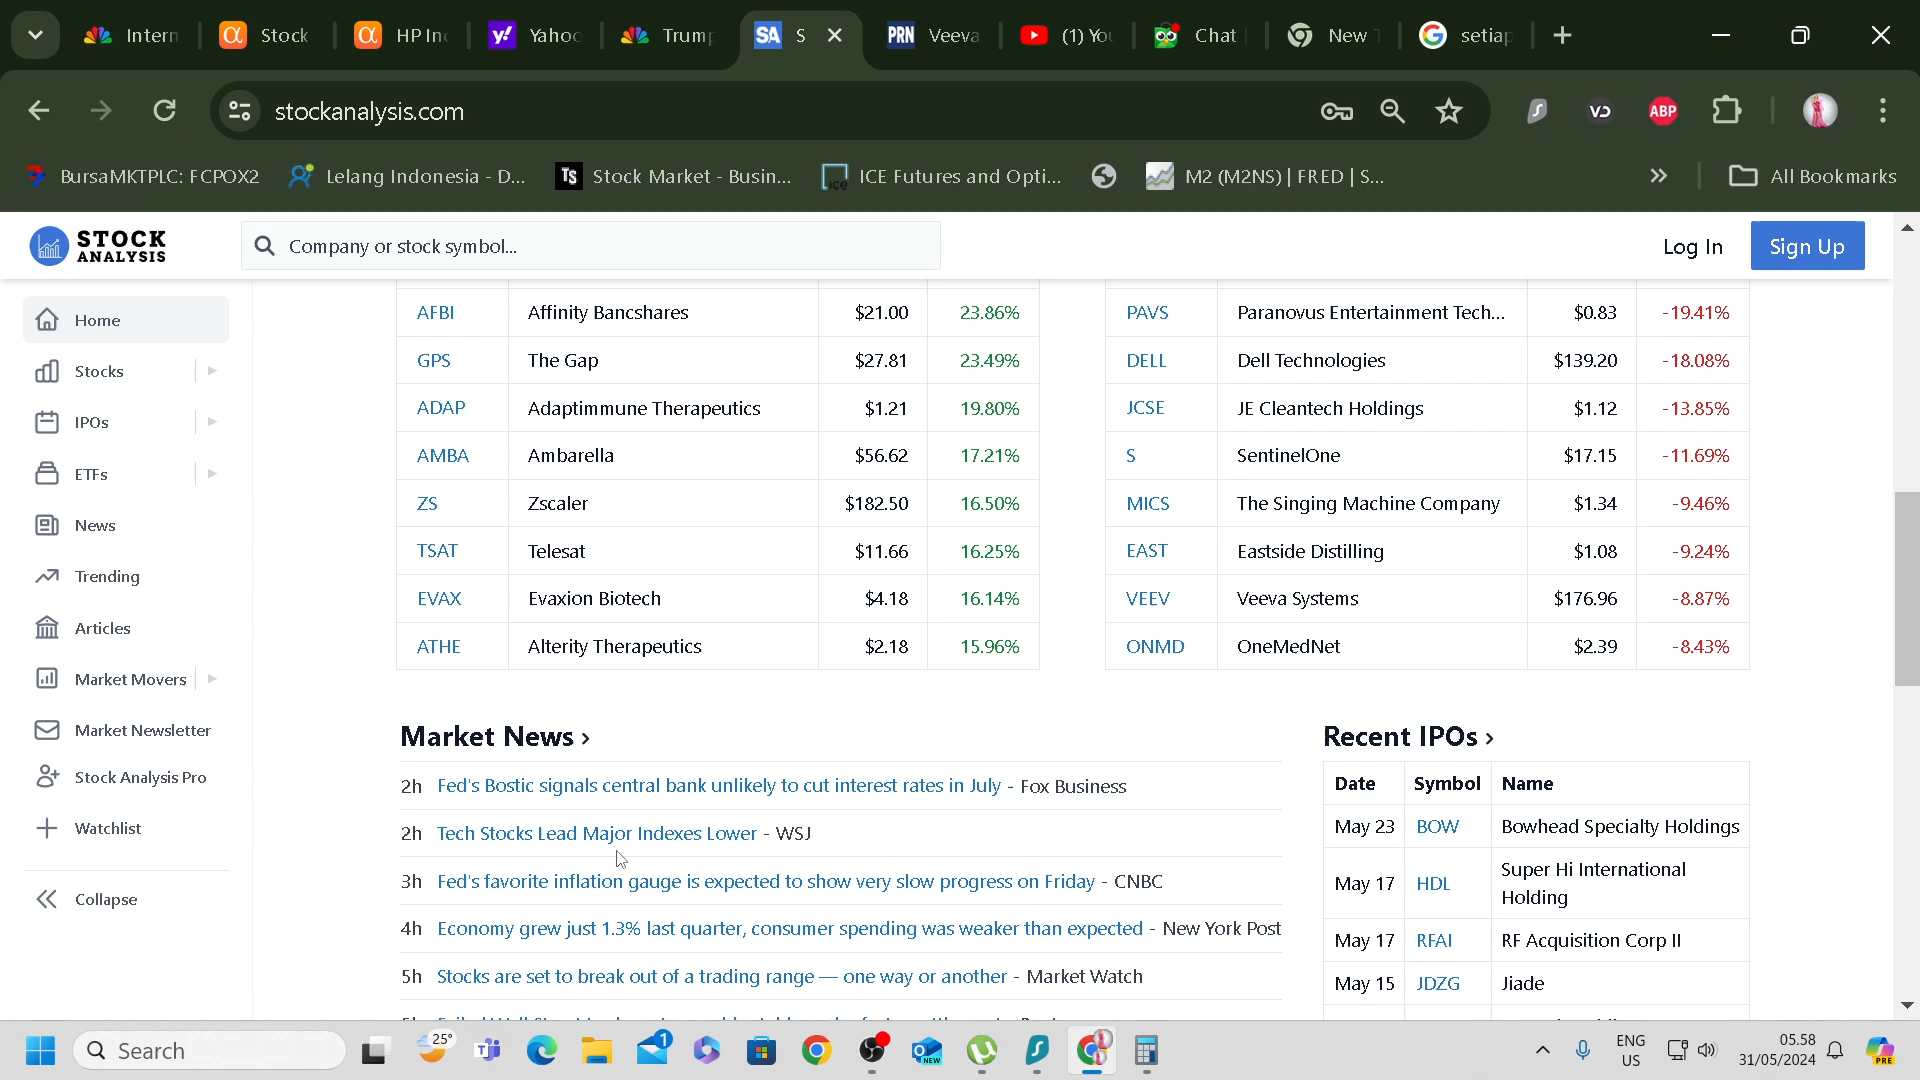 Intern
Stock
HP Inc
Yahoo
Trump
S
Veeva
(1) You
Chat
New T
setiap
stockanalysis.com
BursaMKTPLC: FCPOX2
Lelang Indonesia - D...
Stock Market - Busin...
ICE Futures and Opti...
M2 (M2NS) | FRED | S...
All Bookmarks
STOCK
ANALYSIS
Company or stock symbol...
Log In
Sign Up
Home
Stocks
IPOs
ETFs
News
Trending
Articles
Market Movers
Market Newsletter
Stock Analysis Pro
Watchlist
Collapse
AFBI Affinity Bancshares $21.00 23.86%
GPS The Gap $27.81 23.49%
ADAP Adaptimmune Therapeutics $1.21 19.80%
AMBA Ambarella $56.62 17.21%
ZS Zscaler $182.50 16.50%
TSAT Telesat $11.66 16.25%
EVAX Evaxion Biotech $4.18 16.14%
ATHE Alterity Therapeutics $2.18 15.96%
PAVS Paranovus Entertainment Tech... $0.83 -19.41%
DELL Dell Technologies $139.20 -18.08%
JCSE JE Cleantech Holdings $1.12 -13.85%
S SentinelOne $17.15 -11.69%
MICS The Singing Machine Company $1.34 -9.46%
EAST Eastside Distilling $1.08 -9.24%
VEEV Veeva Systems $176.96 -8.87%
ONMD OneMedNet $2.39 -8.43%
Market News ›
2h Fed's Bostic signals central bank unlikely to cut interest rates in July - Fox Business
2h Tech Stocks Lead Major Indexes Lower - WSJ
3h Fed's favorite inflation gauge is expected to show very slow progress on Friday - CNBC
4h Economy grew just 1.3% last quarter, consumer spending was weaker than expected - New York Post
5h Stocks are set to break out of a trading range — one way or another - Market Watch
Recent IPOs ›
Date Symbol Name
May 23 BOW Bowhead Specialty Holdings
May 17 HDL Super Hi International
Holding
May 17 RFAI RF Acquisition Corp II
May 15 JDZG Jiade
Search
25°
1
NEW
ENG
US
05.58
31/05/2024
PRE